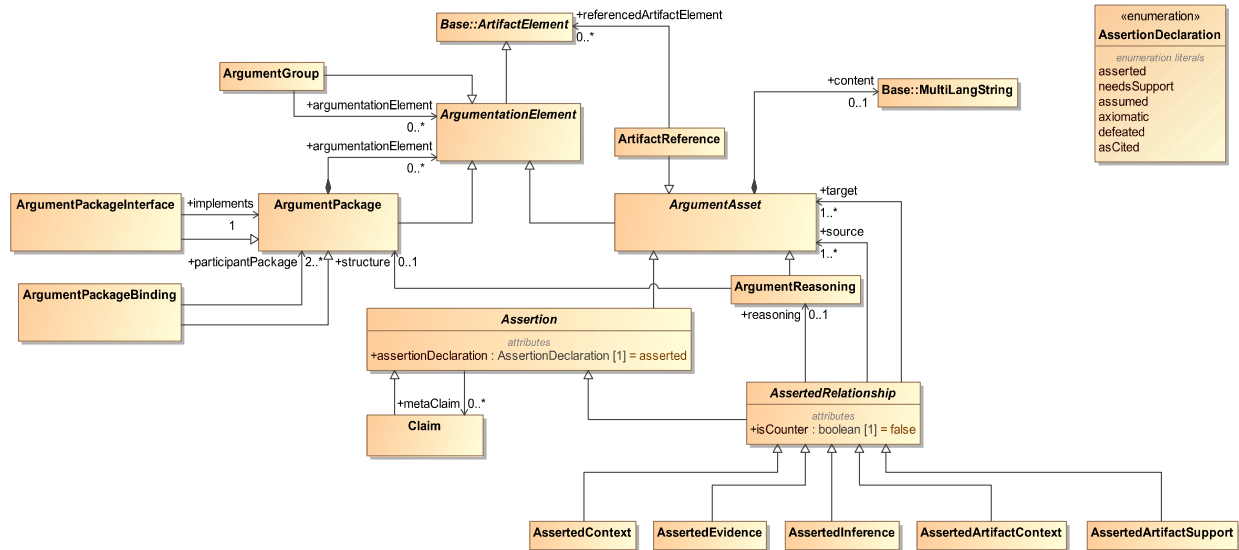 Base::ArtifactElement
+referencedArtifactElement
0..*
«enumeration»
AssertionDeclaration
enumeration literals
asserted
needsSupport
assumed
axiomatic
defeated
asCited
ArgumentGroup
+argumentationElement
0..*
ArgumentationElement
+content
0..1
Base::MultiLangString
ArtifactReference
+argumentationElement
0..*
ArgumentPackageInterface
+implements
1
ArgumentPackage
ArgumentAsset
+target
1..*
+source
1..*
+participantPackage
2..*
+structure
0..1
ArgumentPackageBinding
ArgumentReasoning
+reasoning
0..1
Assertion
attributes
+assertionDeclaration : AssertionDeclaration [1] = asserted
+metaClaim
0..*
Claim
AssertedRelationship
attributes
+isCounter : boolean [1] = false
AssertedContext
AssertedEvidence
AssertedInference
AssertedArtifactContext
AssertedArtifactSupport